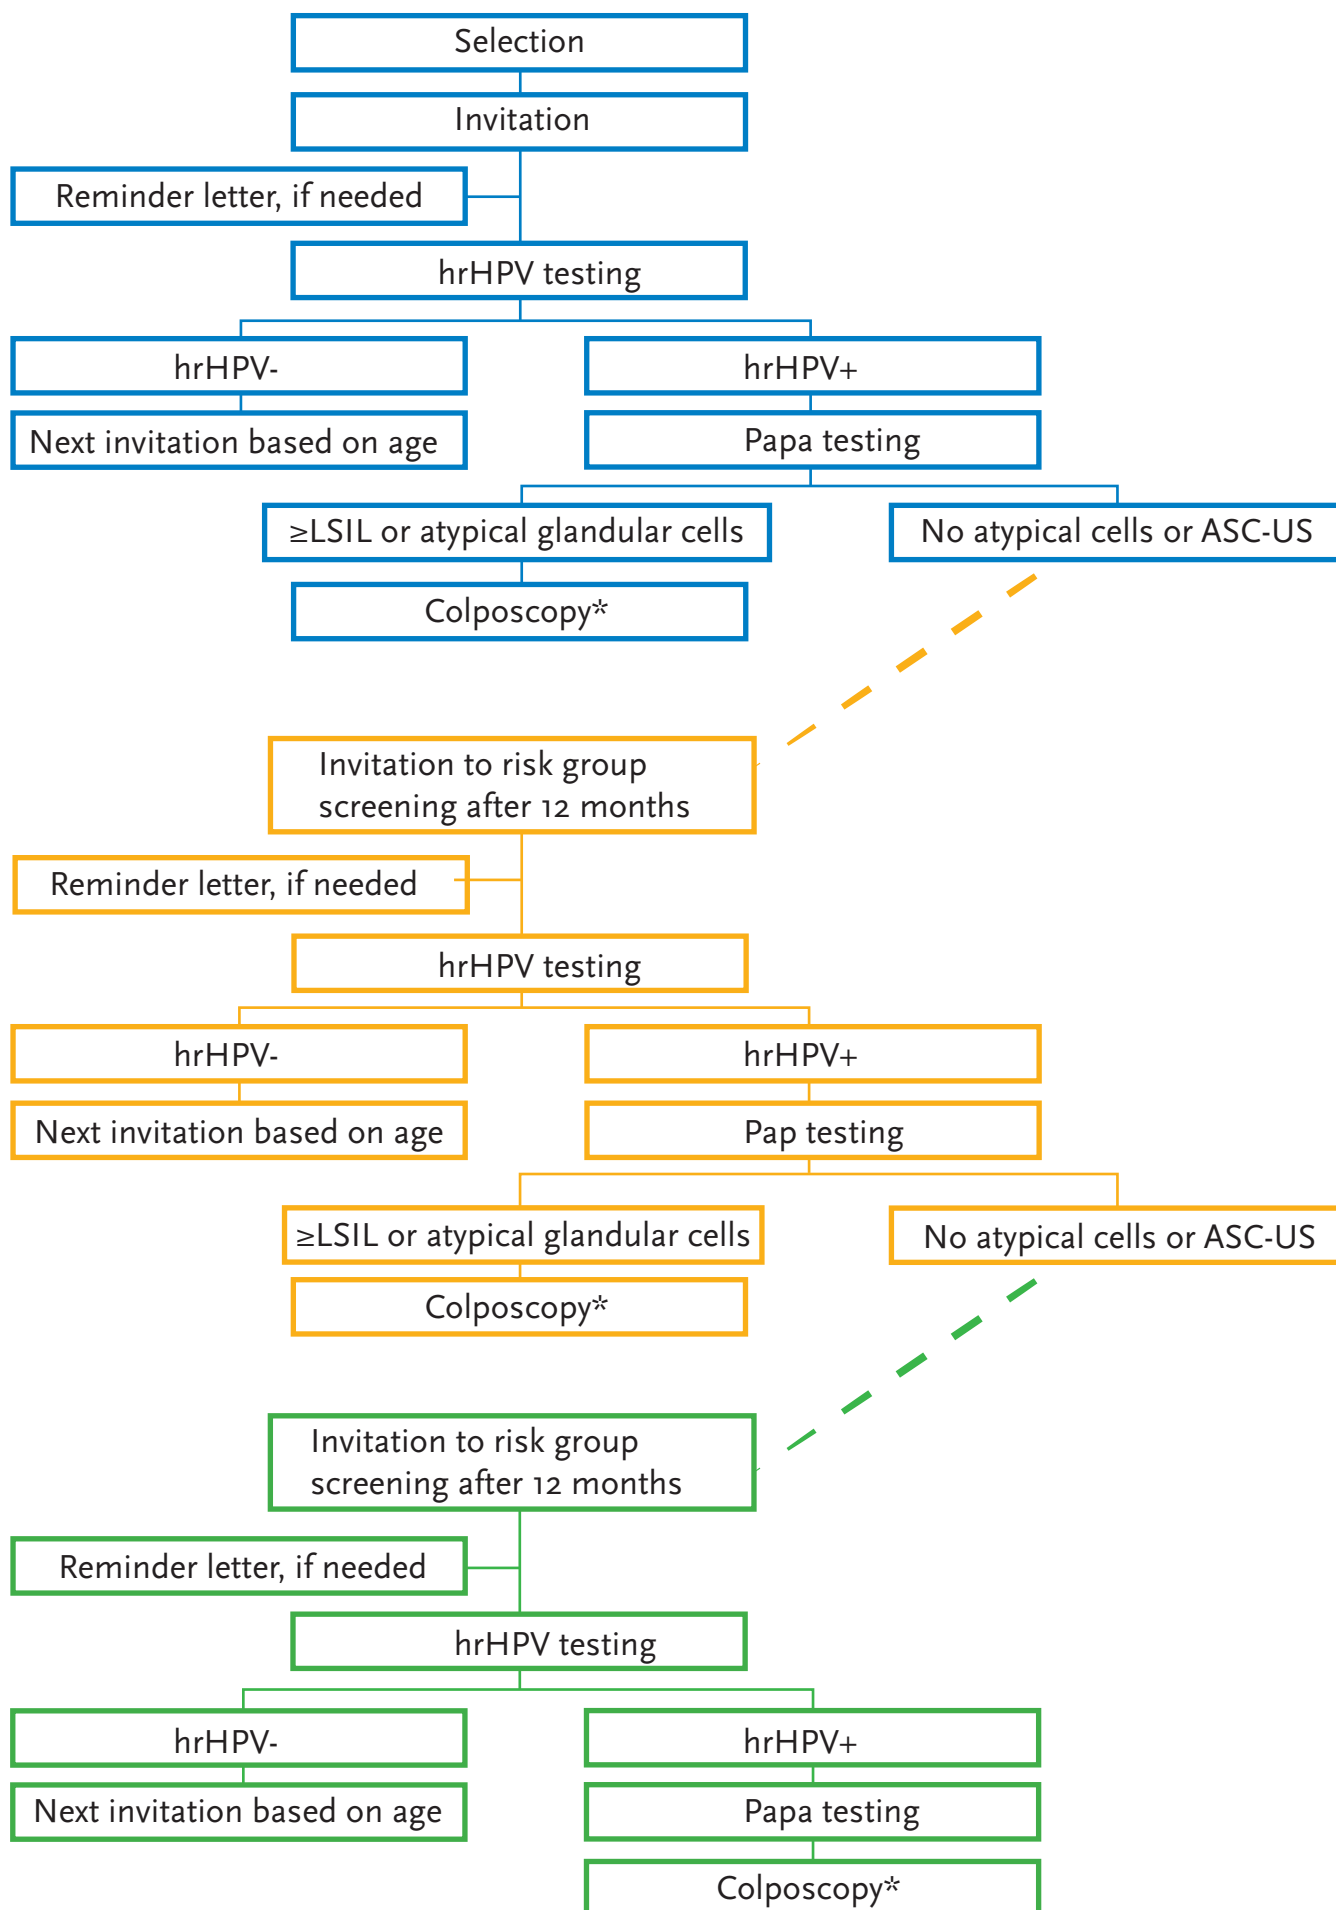 Selection
Invitation
Reminder letter, if needed
hrHPV testing
hrHPV-
hrHPV+
Next invitation based on age
Papa testing
≥LSIL or atypical glandular cells
No atypical cells or ASC-US
Colposcopy*
Invitation to risk group
screening after 12 months
Reminder letter, if needed
hrHPV testing
hrHPV-
hrHPV+
Next invitation based on age
Pap testing
≥LSIL or atypical glandular cells
No atypical cells or ASC-US
Colposcopy*
Invitation to risk group
screening after 12 months
Reminder letter, if needed
hrHPV testing
hrHPV-
hrHPV+
Next invitation based on age
Papa testing
Colposcopy*